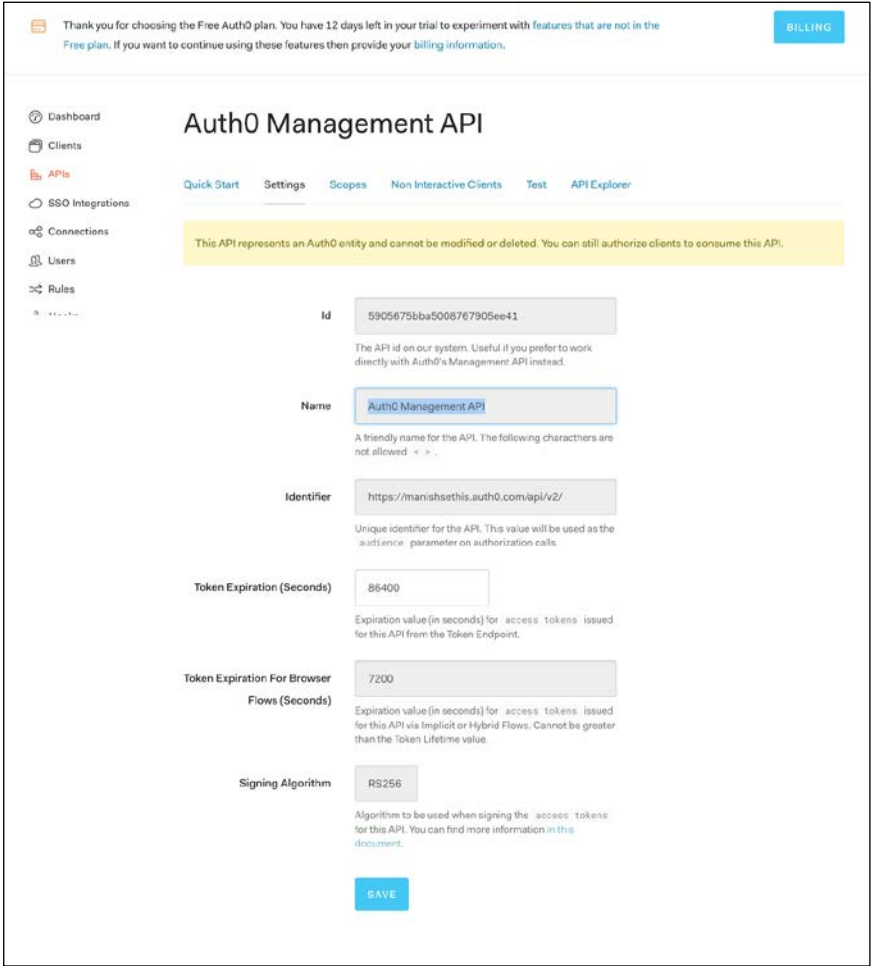 Thank you for choosing the Free Auth0 plan. You have 12 days left in your trial to experiment with features that are not in the
Free plan. If you want to continue using these features then provide your billing information.
BILLING
Dashboard
Clients
APIs
SSO Integrations
Connections
Users
Rules
Auth0 Management API
Quick Start Settings Scopes Non Interactive Clients Test API Explorer
This API represents an Auth0 entity and cannot be modified or deleted. You can still authorize clients to consume this API.
Id
5905675bba5008767905ee41
The API id on our system. Useful if you prefer to work
directly with Auth0's Management API instead.
Name
Auth0 Management API
A friendly name for the API. The following characthers are
not allowed < > .
Identifier
https://manishsethis.auth0.com/api/v2/
Unique identifier for the API. This value will be used as the
audience parameter on authorization calls.
Token Expiration (Seconds)
86400
Expiration value (in seconds) for access tokens issued
for this API from the Token Endpoint.
Token Expiration For Browser
Flows (Seconds)
7200
Expiration value (in seconds) for access tokens issued
for this API via Implicit or Hybrid Flows. Cannot be greater
than the Token Lifetime value.
Signing Algorithm
RS256
Algorithm to be used when signing the access tokens
for this API. You can find more information in this
document.
SAVE